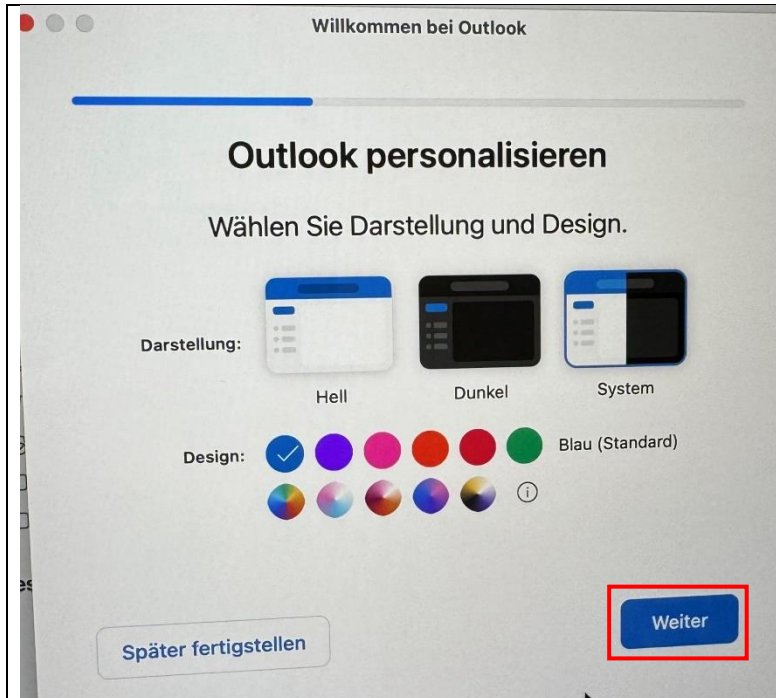 Willkommen bei Outlook
Outlook personalisieren
Wählen Sie Darstellung und Design.
Darstellung:
Hell
Dunkel
System
Design:
Blau (Standard)
Später fertigstellen
Weiter